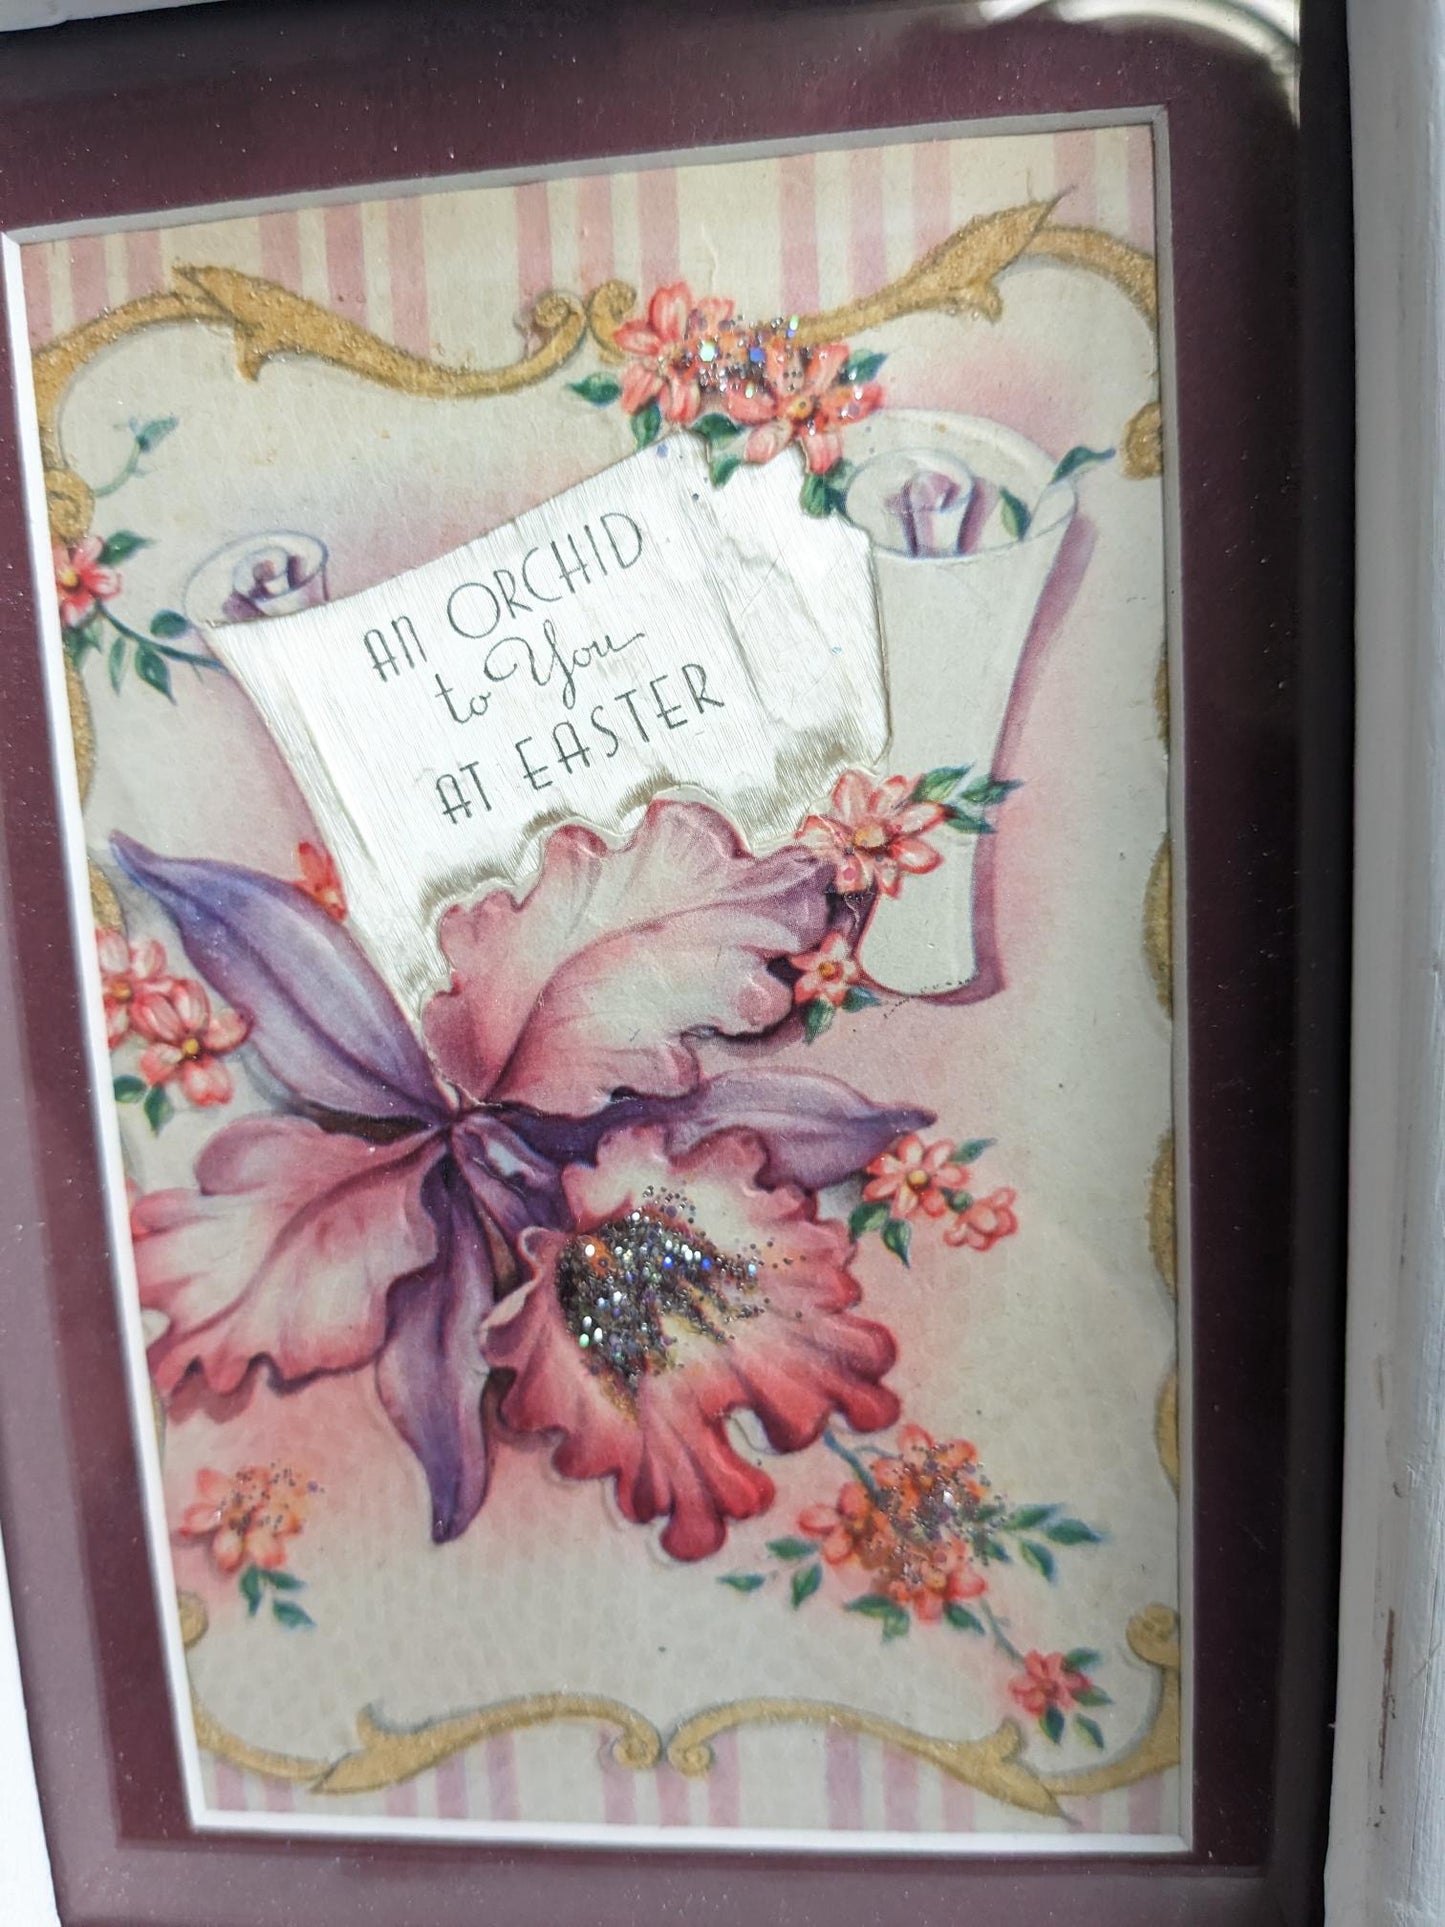 AN ORCHID
to You
AT EASTER